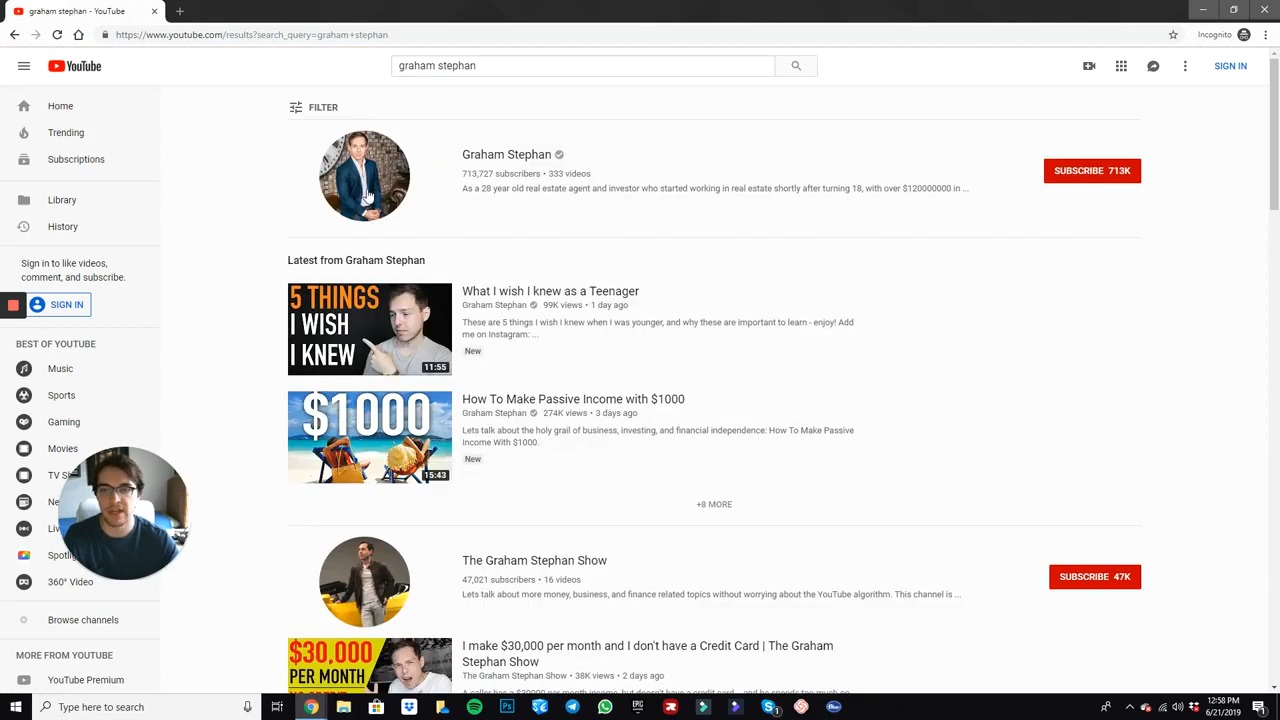 graham stephan - YouTube
https://www.youtube.com/results?search_query=graham+stephan
Incognito
YouTube
graham stephan
SIGN IN
Home
Trending
Subscriptions
Library
History
Sign in to like videos,
comment, and subscribe.
SIGN IN
BEST OF YOUTUBE
Music
Sports
Gaming
Movies
TV S
Ne
Liv
Spotli
360° Video
Browse channels
MORE FROM YOUTUBE
YouTube Premium
FILTER
Graham Stephan
713,727 subscribers • 333 videos
As a 28 year old real estate agent and investor who started working in real estate shortly after turning 18, with over $120000000 in ...
SUBSCRIBE 713K
Latest from Graham Stephan
5 THINGS
I WISH
I KNEW
11:55
What I wish I knew as a Teenager
Graham Stephan 99K views • 1 day ago
These are 5 things I wish I knew when I was younger, and why these are important to learn - enjoy! Add
me on Instagram: ...
New
$1000
15:43
How To Make Passive Income with $1000
Graham Stephan 274K views • 3 days ago
Lets talk about the holy grail of business, investing, and financial independence: How To Make Passive
Income With $1000.
New
+8 MORE
The Graham Stephan Show
47,021 subscribers • 16 videos
Lets talk about more money, business, and finance related topics without worrying about the YouTube algorithm. This channel is ...
SUBSCRIBE 47K
$30,000
PER MONTH
I make $30,000 per month and I don't have a Credit Card | The Graham
Stephan Show
The Graham Stephan Show • 38K views • 2 days ago
Type here to search
12:58 PM
6/21/2019